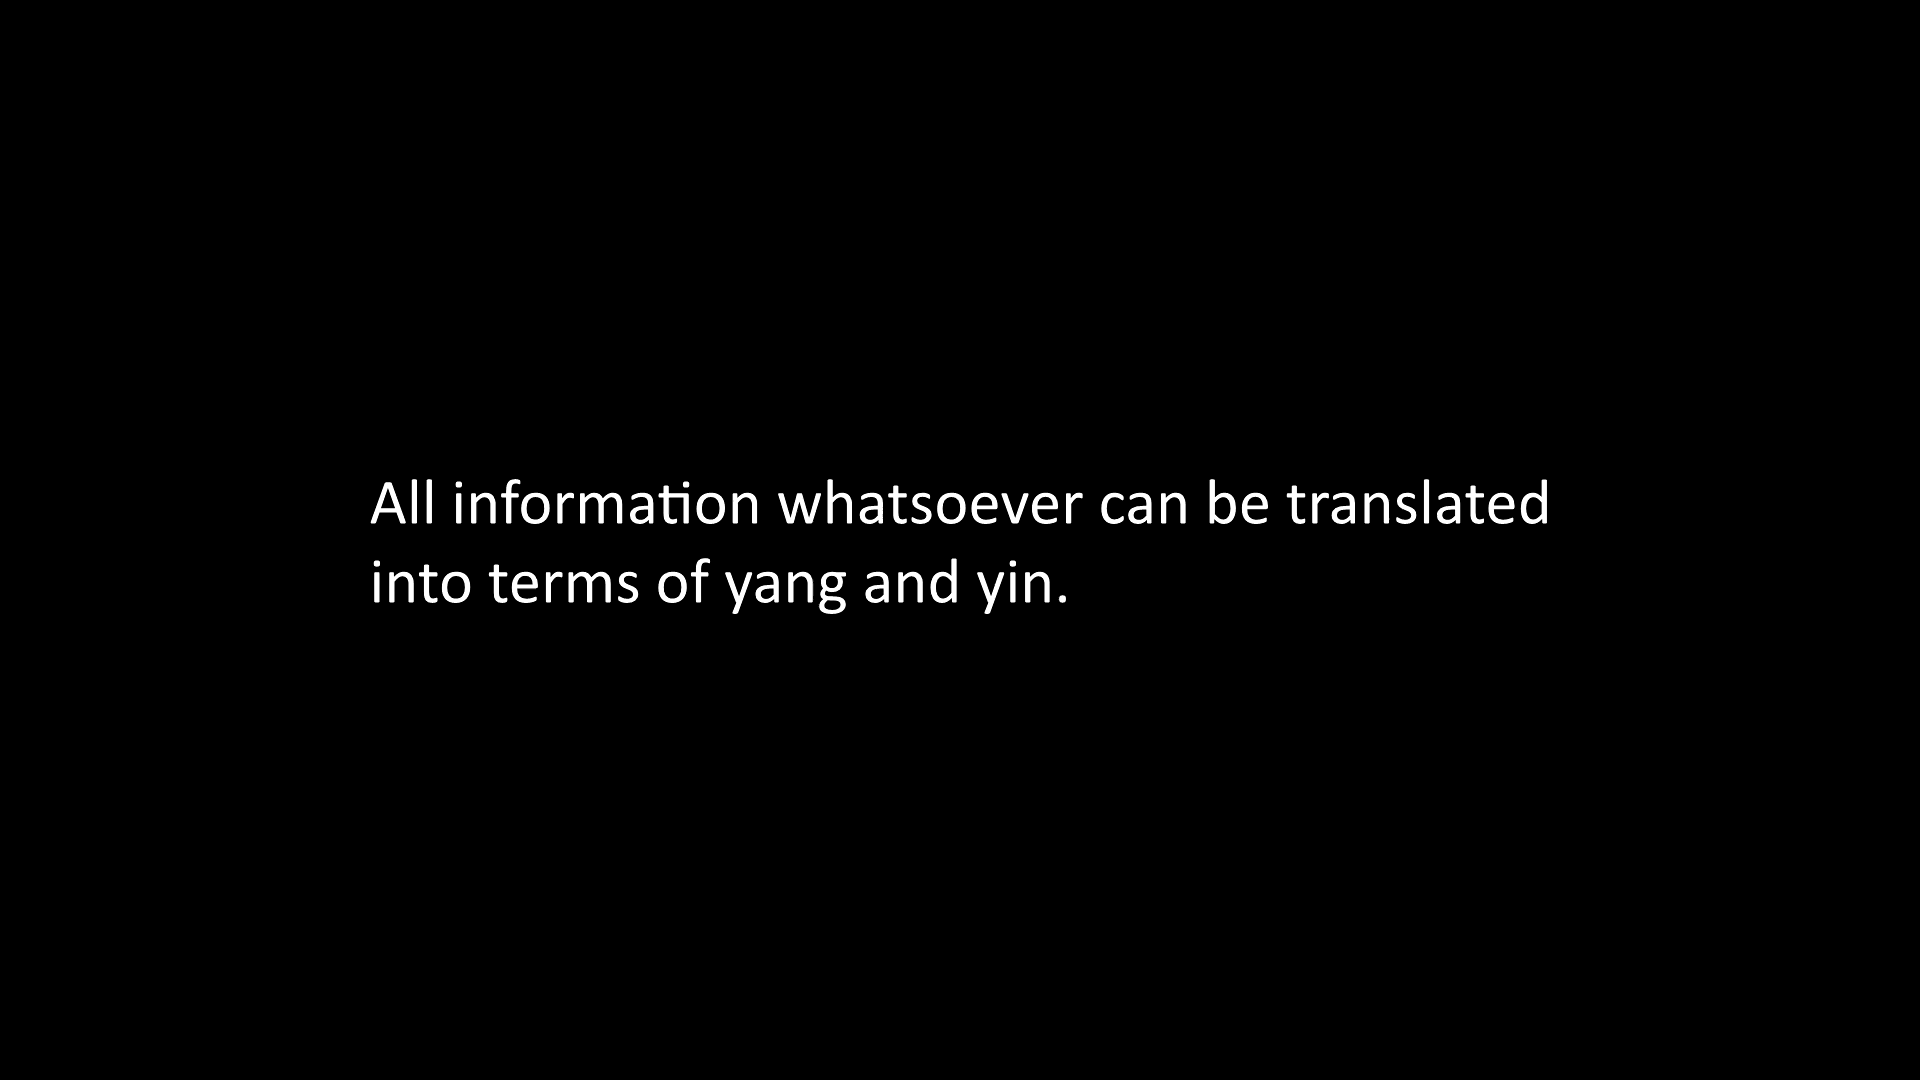 All information whatsoever can be translated
into terms of yang and yin.